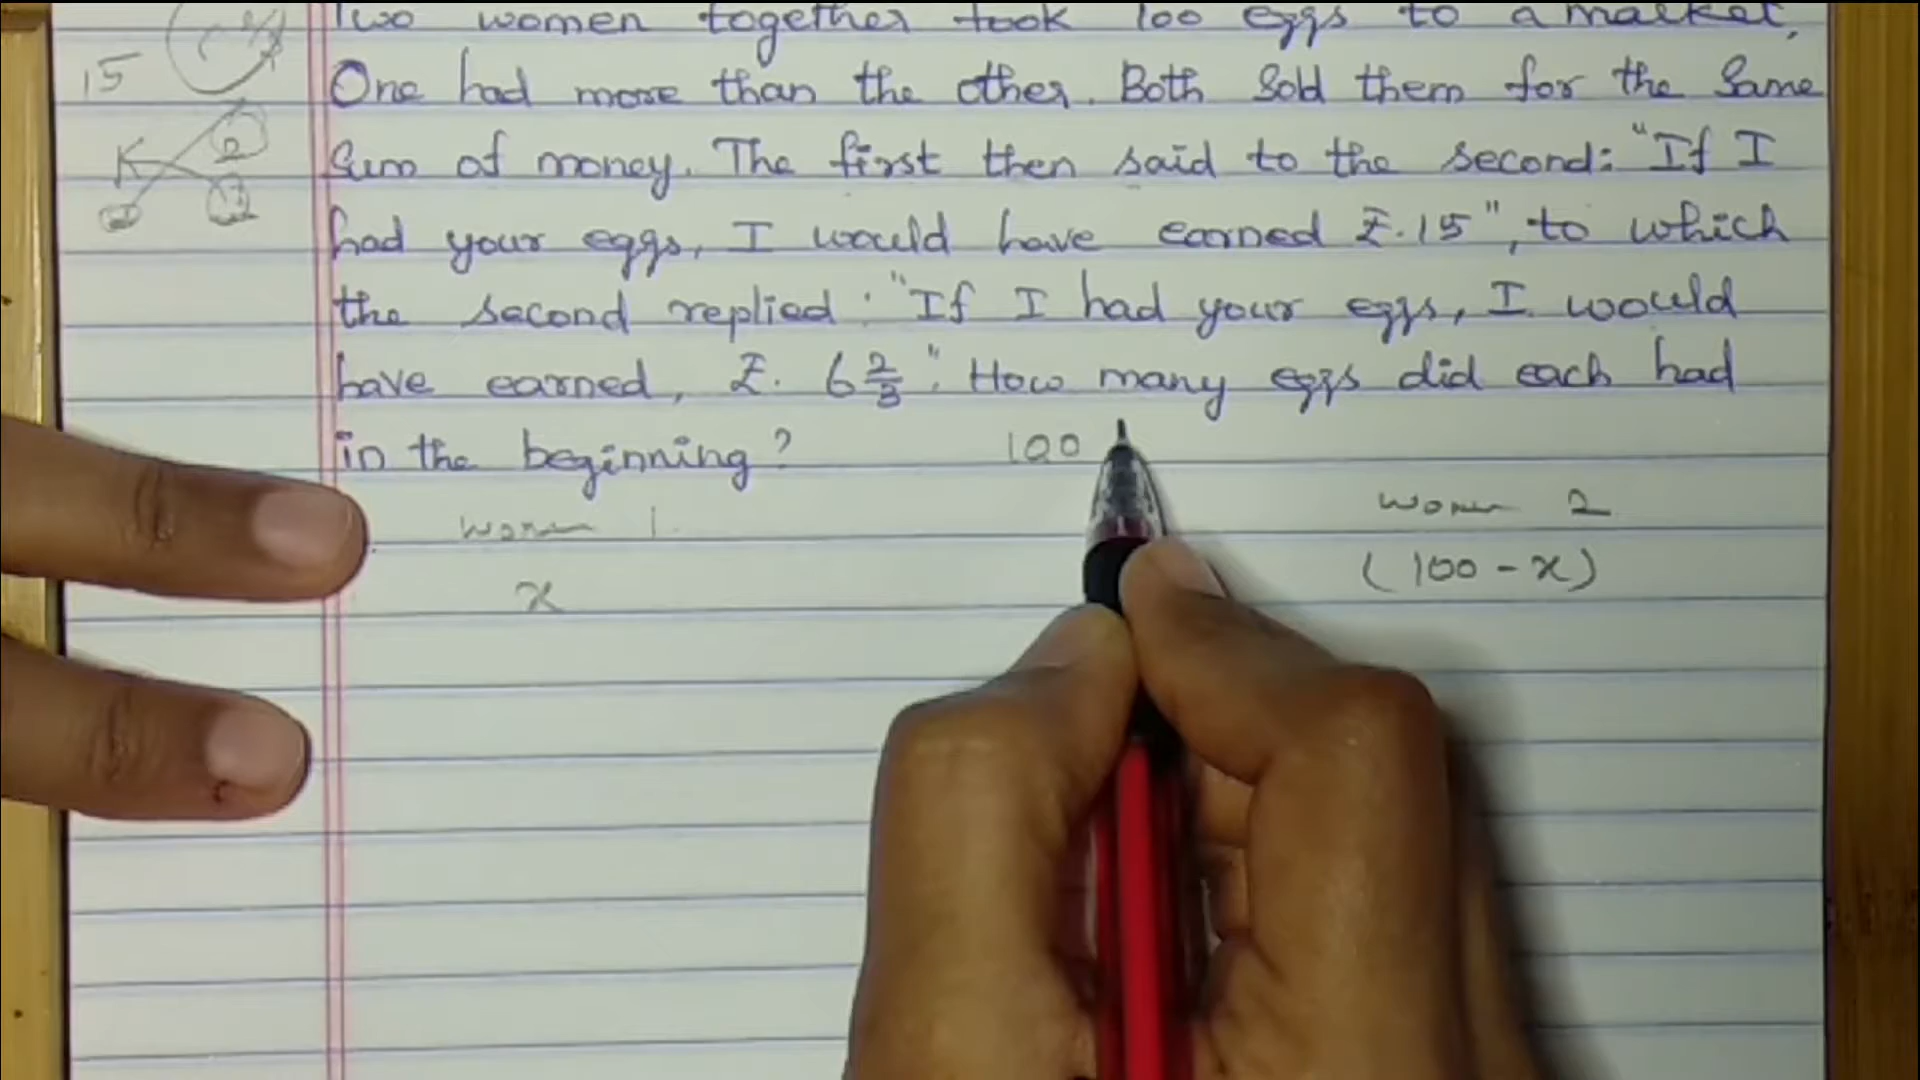 Two women together took 100 eggs to a market.
15
One had more than the other. Both Sold them for the Same
K 2
Sum of money. The first then said to the second: "If I
had your eggs, I would have earned ₹.15", to which
the second replied : "If I had your eggs, I would
have earned, ₹. 6 2/3". How many eggs did each had
in the beginning? 100
women 1 women 2
x (100 - x)